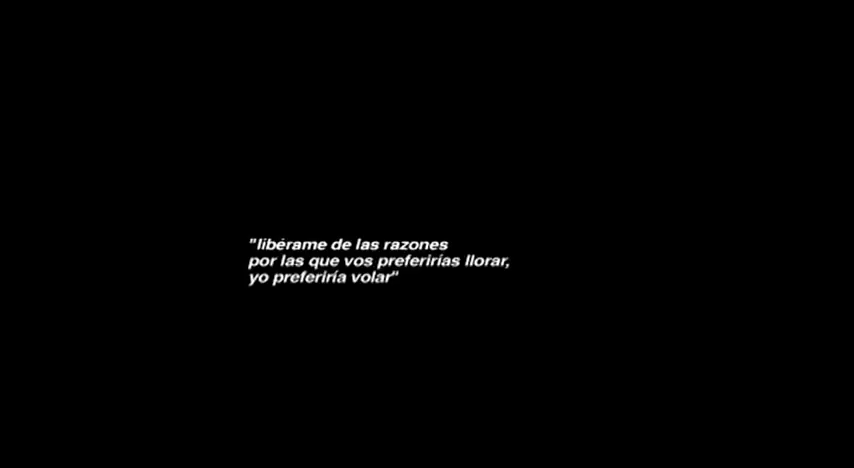 "libérame de las razones
por las que vos preferirías llorar,
yo preferiría volar"